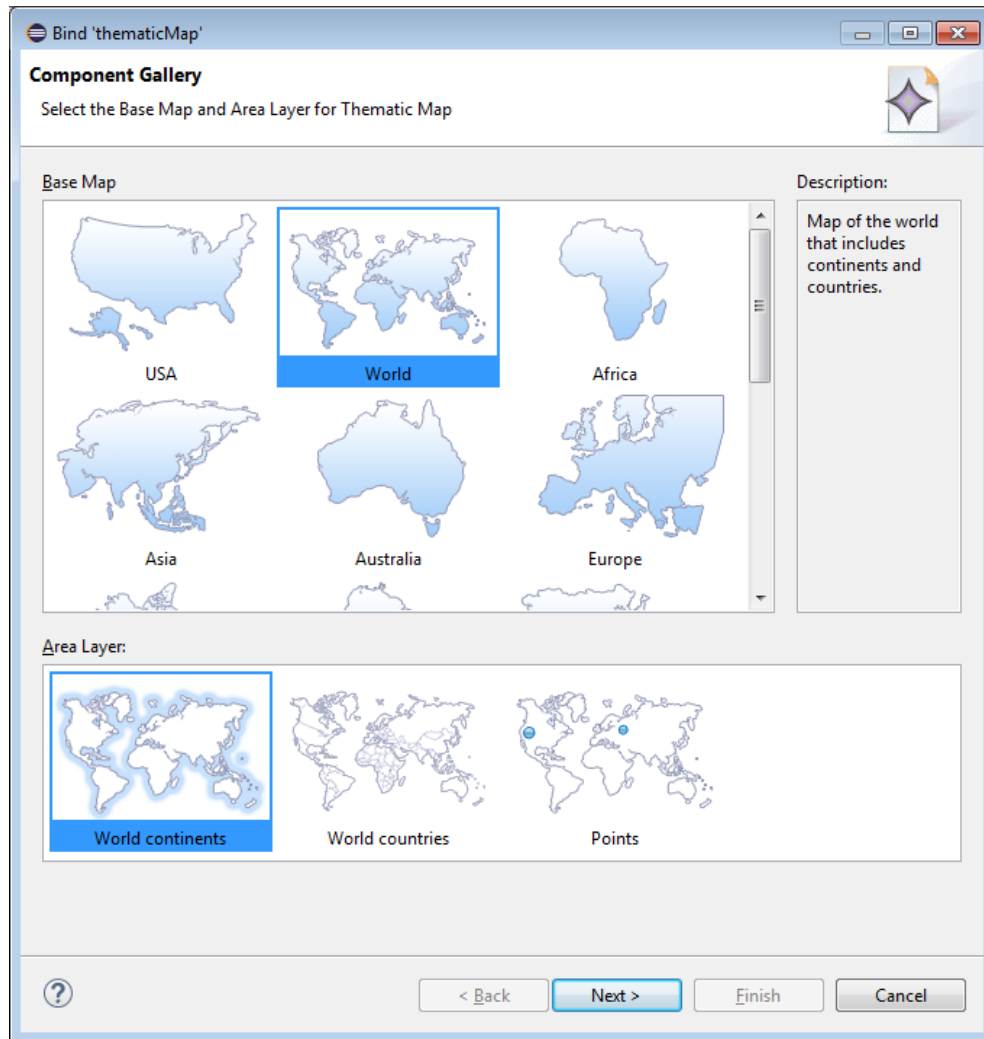 Bind 'thematicMap'
Component Gallery
Select the Base Map and Area Layer for Thematic Map
Base Map
Description:
Map of the world
that includes
continents and
countries.
USA
World
Africa
Asia
Australia
Europe
Area Layer:
World continents
World countries
Points
?
< Back
Next >
Finish
Cancel